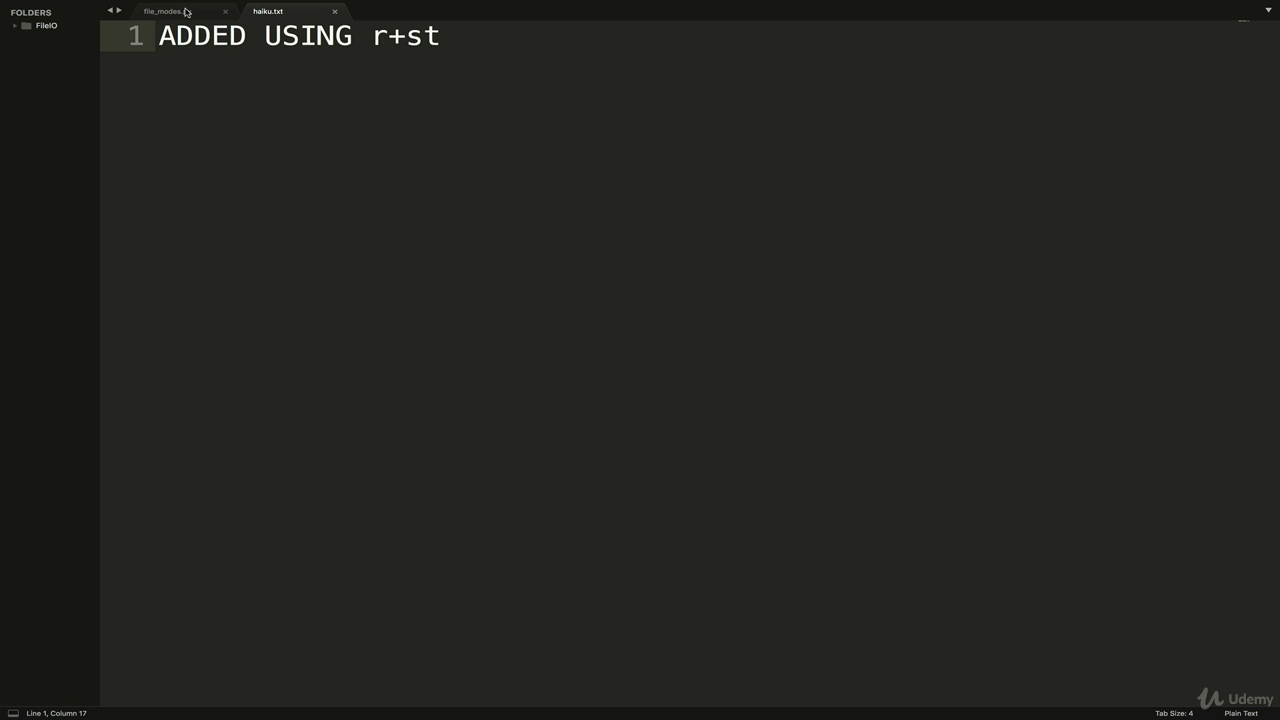 FOLDERS
FileIO
file_modes.
haiku.txt
1 ADDED USING r+st
Line 1, Column 17
Tab Size: 4
Plain Text
Udemy